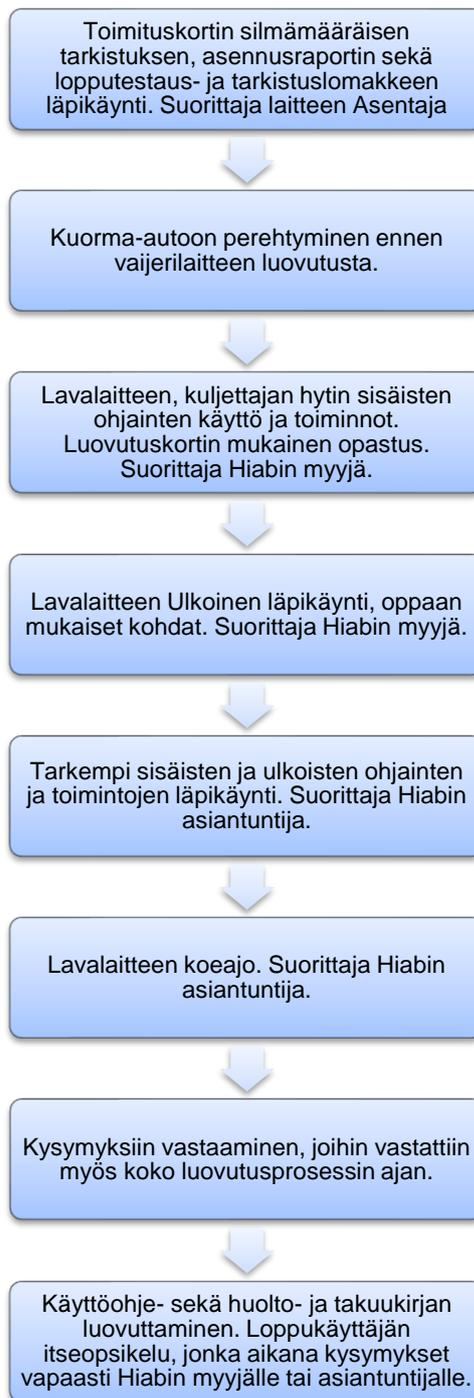 Toimituskortin silmämääräisen
tarkistuksen, asennusraportin sekä
lopputestaus- ja tarkistuslomakkeen
läpikäynti. Suorittaja laitteen Asentaja
Kuorma-autoon perehtyminen ennen
vaijerilaitteen luovutusta.
Lavalaitteen, kuljettajan hytin sisäisten
ohjainten käyttö ja toiminnot.
Luovutuskortin mukainen opastus.
Suorittaja Hiabin myyjä.
Lavalaitteen Ulkoinen läpikäynti, oppaan
mukaiset kohdat. Suorittaja Hiabin myyjä.
Tarkempi sisäisten ja ulkoisten ohjainten
ja toimintojen läpikäynti. Suorittaja Hiabin
asiantuntija.
Lavalaitteen koeajo. Suorittaja Hiabin
asiantuntija.
Kysymyksiin vastaaminen, joihin vastattiin
myös koko luovutusprosessin ajan.
Käyttöohje- sekä huolto- ja takuukirjan
luovuttaminen. Loppukäyttäjän
itseopsikelu, jonka aikana kysymykset
vapaasti Hiabin myyjälle tai asiantuntijalle.